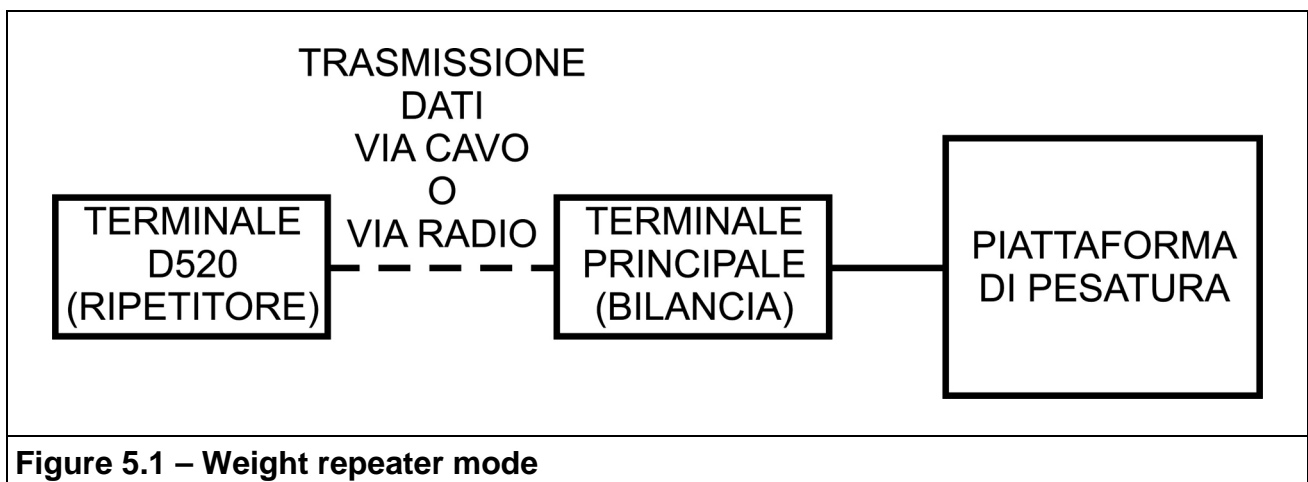 TRASMISSIONE
DATI
VIA CAVO
O
VIA RADIO
TERMINALE
D520
(RIPETITORE)
TERMINALE
PRINCIPALE
(BILANCIA)
PIATTAFORMA
DI PESATURA
Figure 5.1 – Weight repeater mode